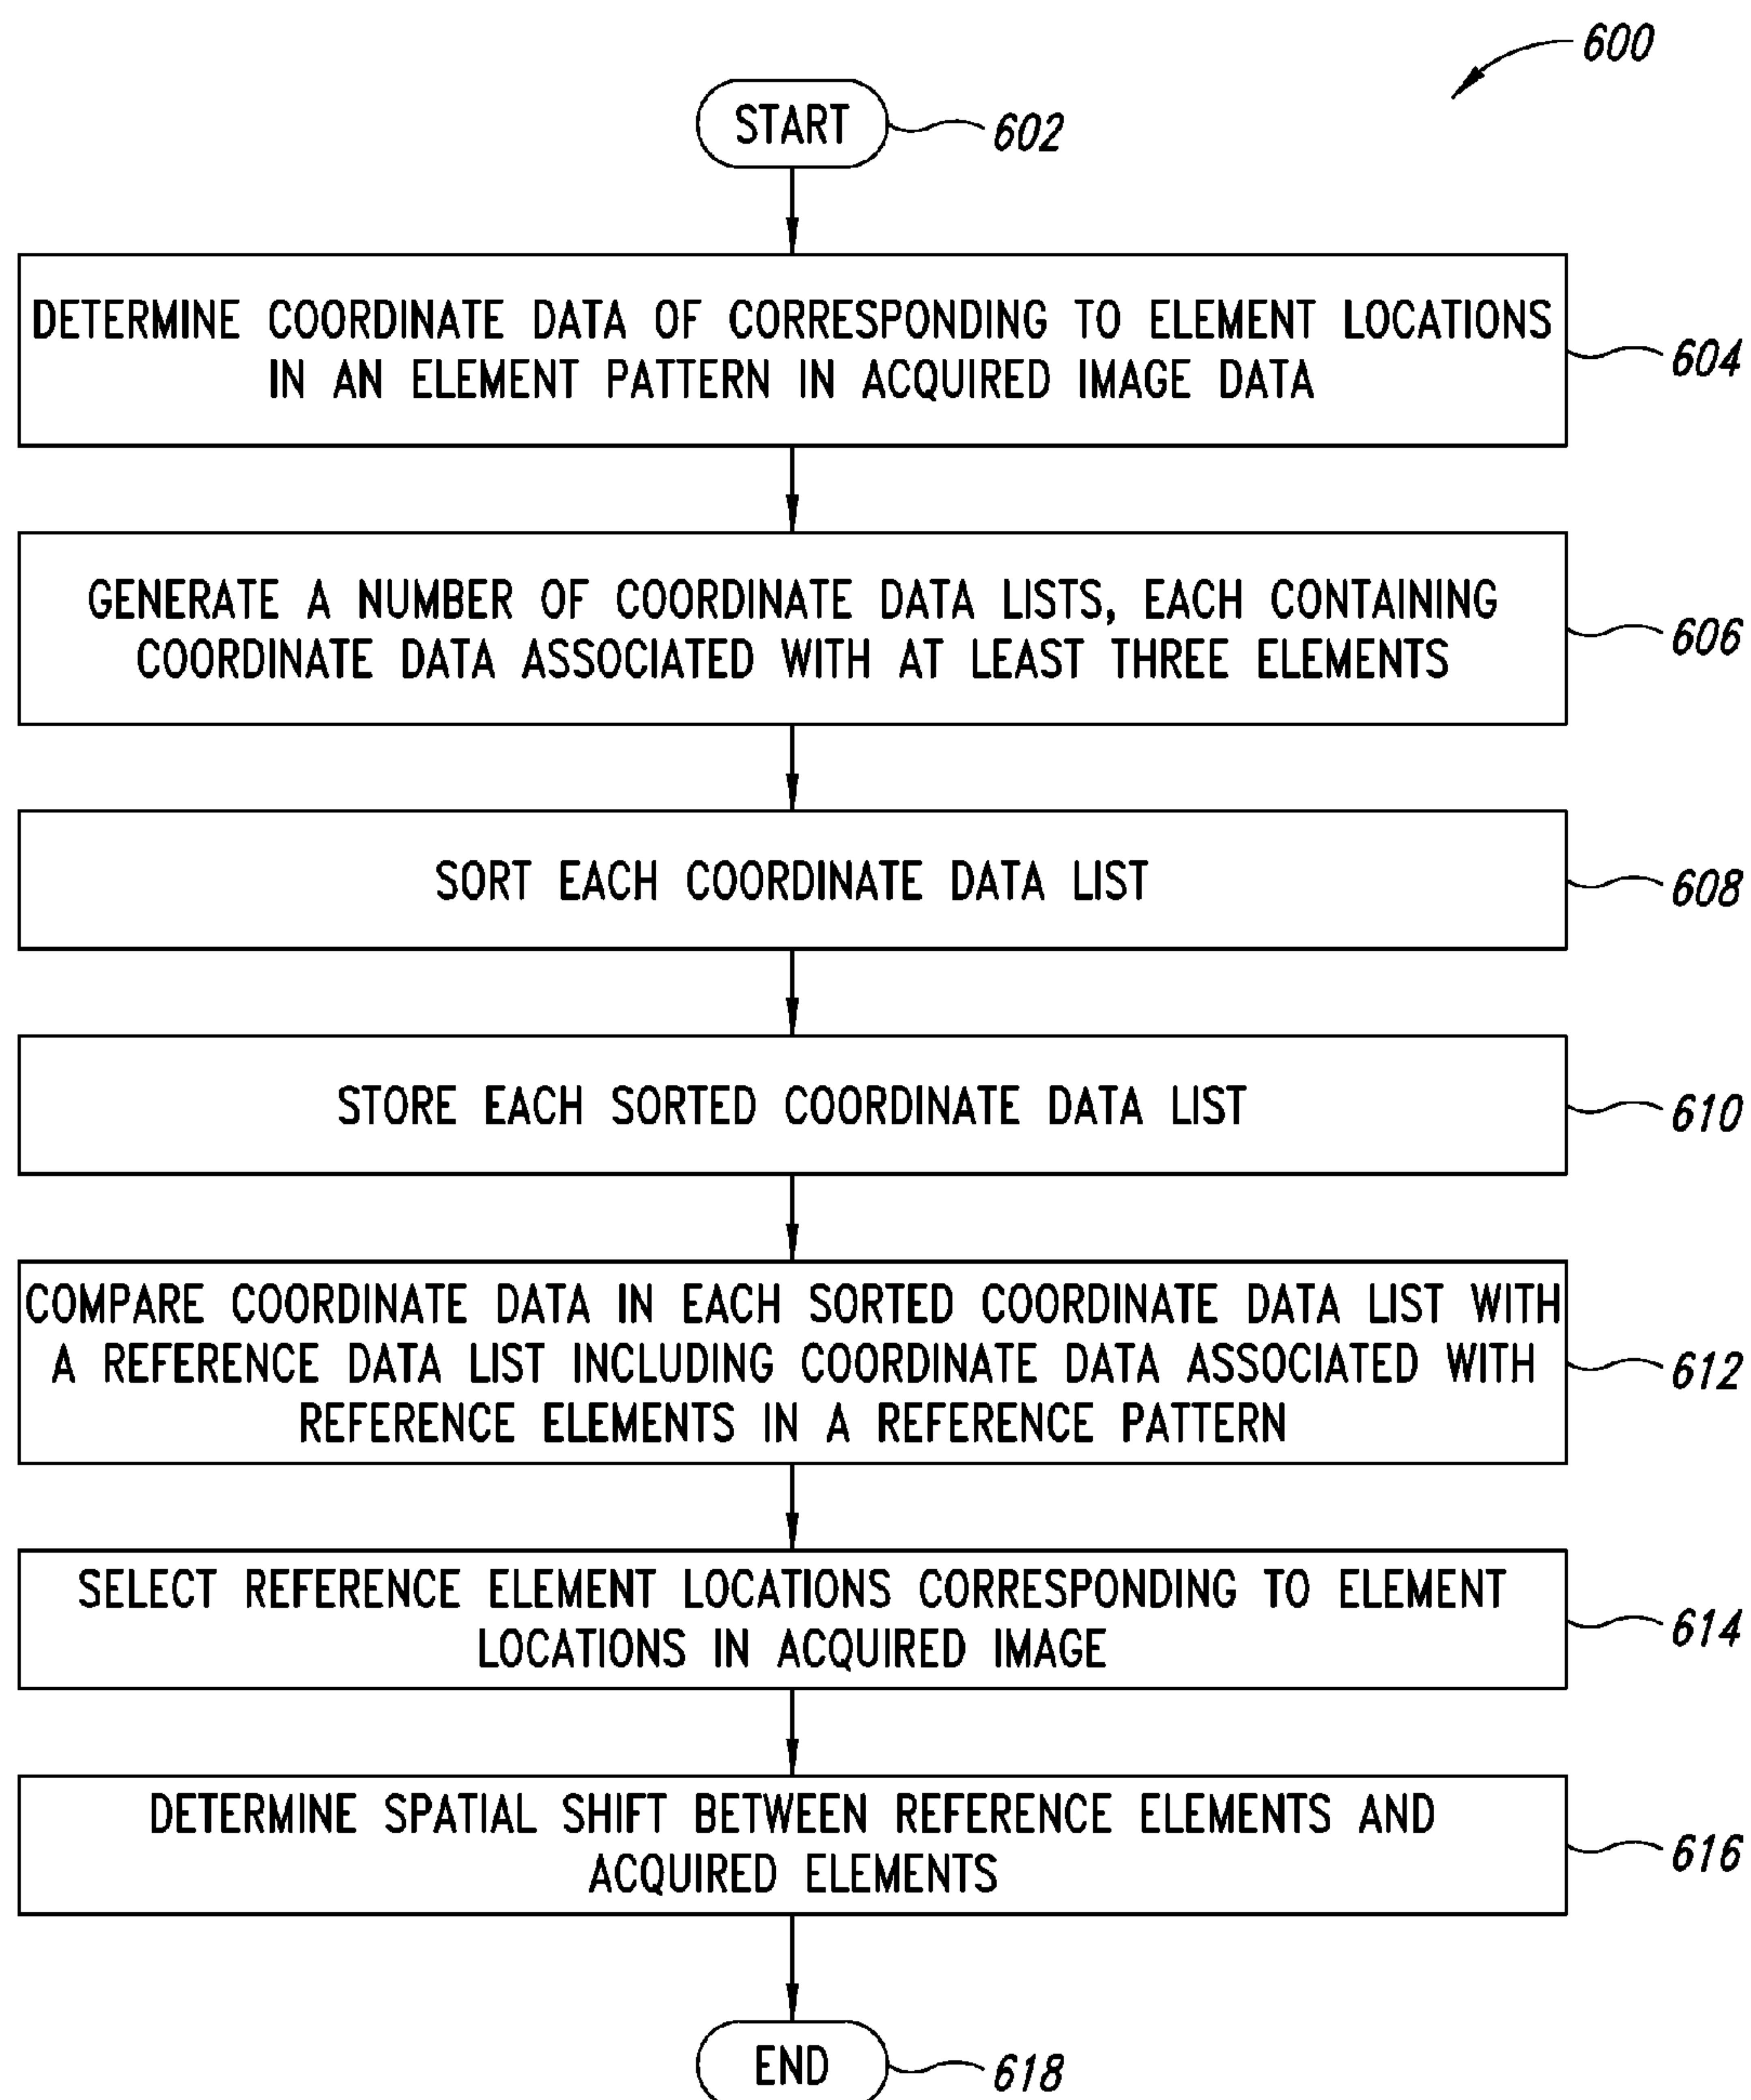 600
START
602
DETERMINE COORDINATE DATA OF CORRESPONDING TO ELEMENT LOCATIONS
IN AN ELEMENT PATTERN IN ACQUIRED IMAGE DATA
604
GENERATE A NUMBER OF COORDINATE DATA LISTS, EACH CONTAINING
COORDINATE DATA ASSOCIATED WITH AT LEAST THREE ELEMENTS
606
SORT EACH COORDINATE DATA LIST
608
STORE EACH SORTED COORDINATE DATA LIST
610
COMPARE COORDINATE DATA IN EACH SORTED COORDINATE DATA LIST WITH
A REFERENCE DATA LIST INCLUDING COORDINATE DATA ASSOCIATED WITH
REFERENCE ELEMENTS IN A REFERENCE PATTERN
612
SELECT REFERENCE ELEMENT LOCATIONS CORRESPONDING TO ELEMENT
LOCATIONS IN ACQUIRED IMAGE
614
DETERMINE SPATIAL SHIFT BETWEEN REFERENCE ELEMENTS AND
ACQUIRED ELEMENTS
616
END
618